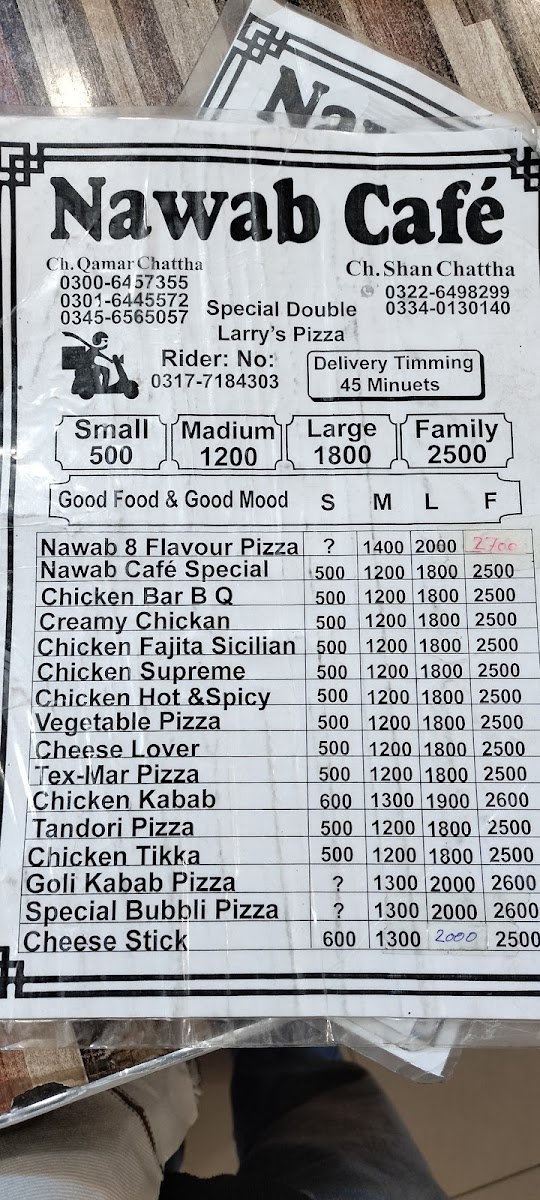 Naw
Nawab Café
Ch. Qamar Chattha
0300-6457355
0301-6445572
0345-6565057
Ch. Shan Chattha
0322-6498299
0334-0130140
Special Double
Larry's Pizza
Rider: No:
0317-7184303
Delivery Timming
45 Minuets
Small 500
Madium 1200
Large 1800
Family 2500
Good Food & Good Mood S M L F
Nawab 8 Flavour Pizza ? 1400 2000 2700
Nawab Café Special 500 1200 1800 2500
Chicken Bar B Q 500 1200 1800 2500
Creamy Chickan 500 1200 1800 2500
Chicken Fajita Sicilian 500 1200 1800 2500
Chicken Supreme 500 1200 1800 2500
Chicken Hot &Spicy 500 1200 1800 2500
Vegetable Pizza 500 1200 1800 2500
Cheese Lover 500 1200 1800 2500
Tex-Mar Pizza 500 1200 1800 2500
Chicken Kabab 600 1300 1900 2600
Tandori Pizza 500 1200 1800 2500
Chicken Tikka 500 1200 1800 2500
Goli Kabab Pizza ? 1300 2000 2600
Special Bubbli Pizza ? 1300 2000 2600
Cheese Stick 600 1300 2000 2500